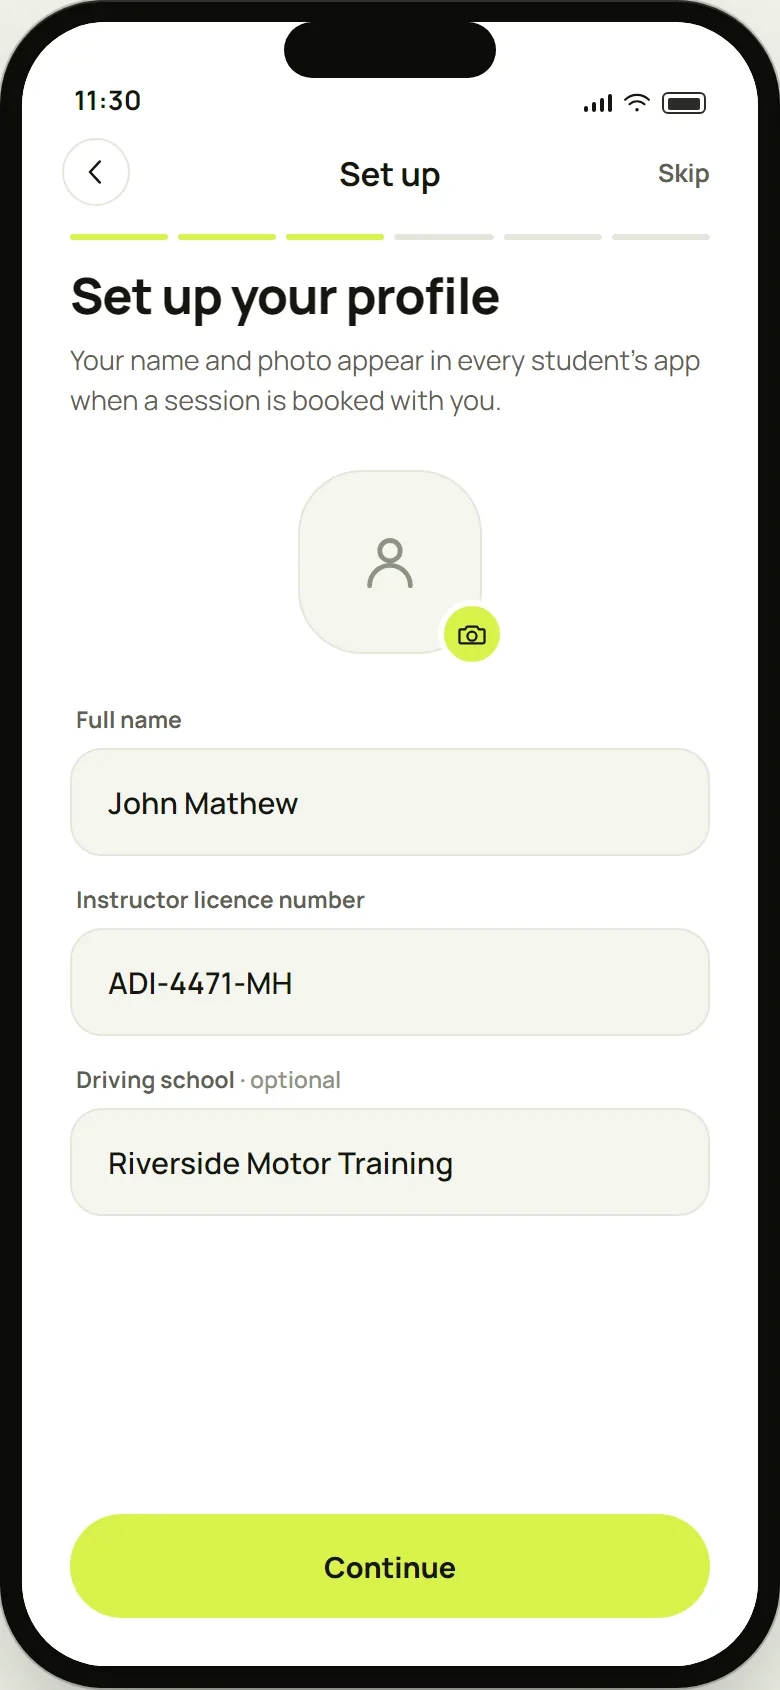 11:30
Set up
Skip
Set up your profile
Your name and photo appear in every student's app
when a session is booked with you.
Full name
John Mathew
Instructor licence number
ADI-4471-MH
Driving school · optional
Riverside Motor Training
Continue